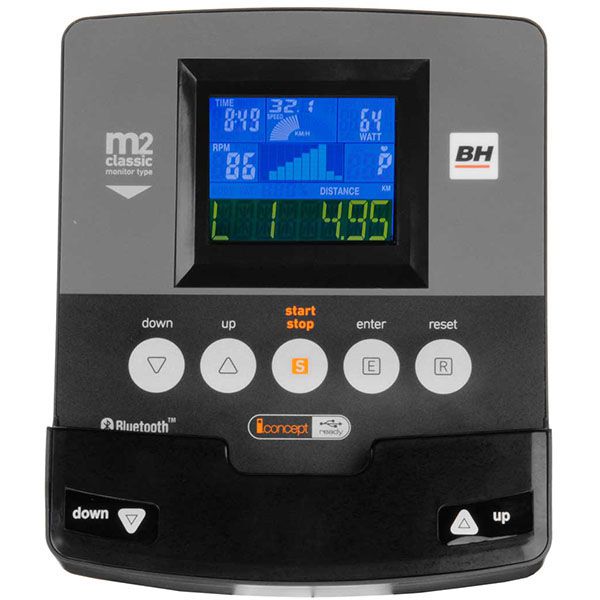 m2
classic
monitor type
TIME
8:49
32.1
SPEED
KM/H
64
WATT
BH
RPM
86
P
DISTANCE
KM
L 1 4.95
down
up
start
stop
enter
reset
S
E
R
Bluetooth™
i.concept
ready
down
up